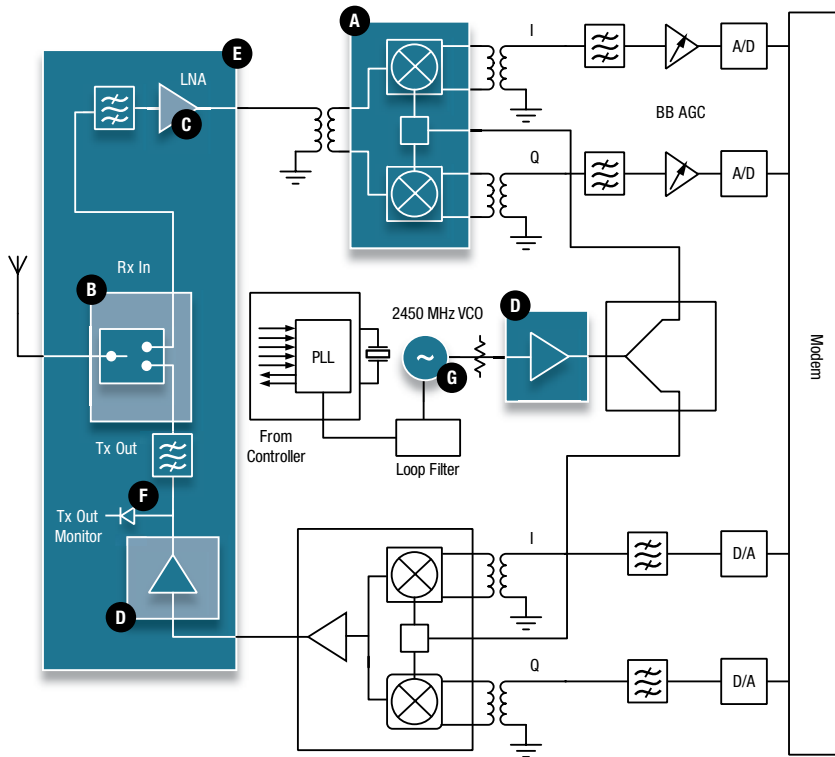 A
E
I
LNA
A/D
C
BB AGC
Q
A/D
Rx In
B
2450 MHz VCO
D
PLL
~
G
Modem
From
Controller
Loop Filter
Tx Out
F
Tx Out
Monitor
I
D/A
D
Q
D/A